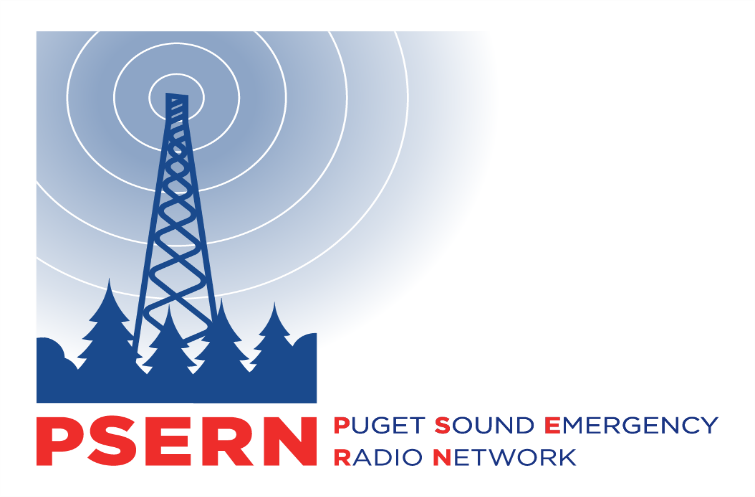 PSERN
PUGET SOUND EMERGENCY
RADIO NETWORK